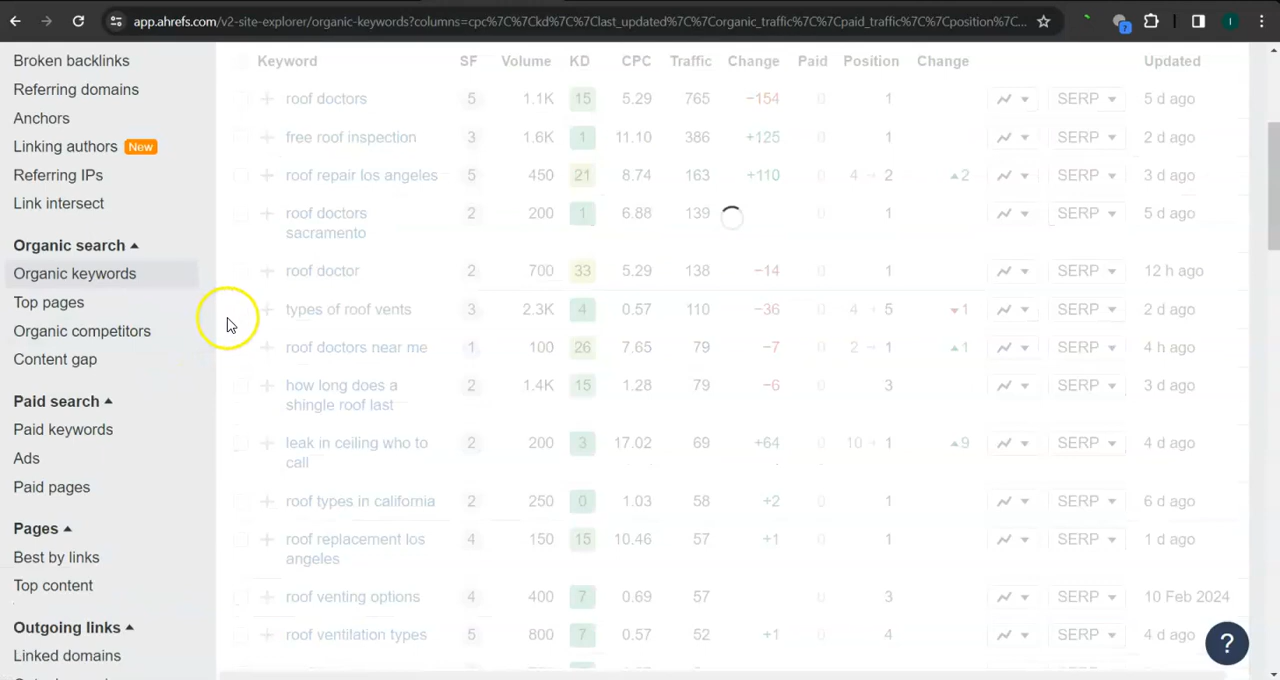 app.ahrefs.com/v2-site-explorer/organic-keywords?columns=cpc%7C%7Ckd%7C%7Clast_updated%7C%7Corganic_traffic%7C%7Cpaid_traffic%7C%7Cposition%7C%7C...
7
I
Broken backlinks
Referring domains
Anchors
Linking authors New
Referring IPs
Link intersect
Organic search
Organic keywords
Top pages
Organic competitors
Content gap
Paid search
Paid keywords
Ads
Paid pages
Pages
Best by links
Top content
Outgoing links
Linked domains
Keyword SF Volume KD CPC Traffic Change Paid Position Change Updated
roof doctors 5 1.1K 15 5.29 765 −154 0 1 SERP 5 d ago
free roof inspection 3 1.6K 1 11.10 386 +125 0 1 SERP 2 d ago
roof repair los angeles 5 450 21 8.74 163 +110 0 4 → 2 2 SERP 3 d ago
roof doctors 2 200 1 6.88 139 0 1 SERP 5 d ago
sacramento
roof doctor 2 700 33 5.29 138 −14 0 1 SERP 12 h ago
types of roof vents 3 2.3K 4 0.57 110 −36 0 4 → 5 1 SERP 2 d ago
roof doctors near me 1 100 26 7.65 79 −7 0 2 → 1 1 SERP 4 h ago
how long does a 2 1.4K 15 1.28 79 −6 0 3 SERP 3 d ago
shingle roof last
leak in ceiling who to 2 200 3 17.02 69 +64 0 10 → 1 9 SERP 4 d ago
call
roof types in california 2 250 0 1.03 58 +2 0 1 SERP 6 d ago
roof replacement los 4 150 15 10.46 57 +1 0 1 SERP 1 d ago
angeles
roof venting options 4 400 7 0.69 57 0 3 SERP 10 Feb 2024
roof ventilation types 5 800 7 0.57 52 +1 0 4 SERP 4 d ago
?